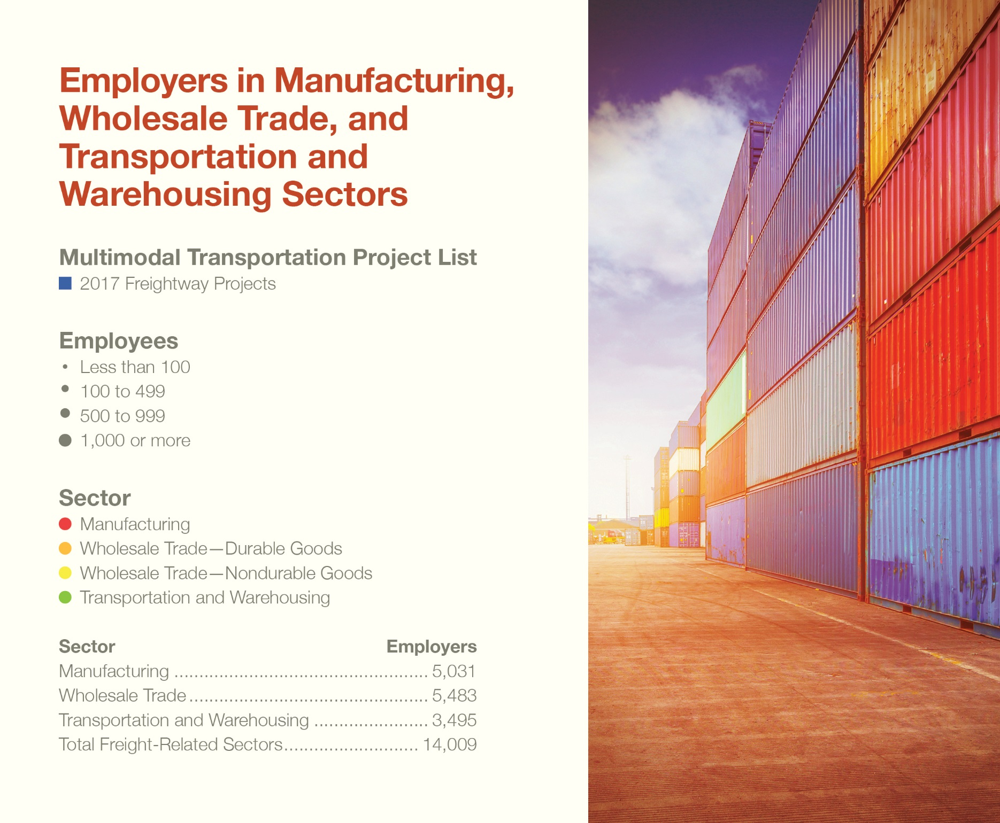 Employers in Manufacturing,
Wholesale Trade, and
Transportation and
Warehousing Sectors
Multimodal Transportation Project List
2017 Freightway Projects
Employees
Less than 100
100 to 499
500 to 999
1,000 or more
Sector
Manufacturing
Wholesale Trade—Durable Goods
Wholesale Trade—Nondurable Goods
Transportation and Warehousing
Sector Employers
Manufacturing ................................................... 5,031
Wholesale Trade ................................................ 5,483
Transportation and Warehousing ....................... 3,495
Total Freight-Related Sectors ........................... 14,009